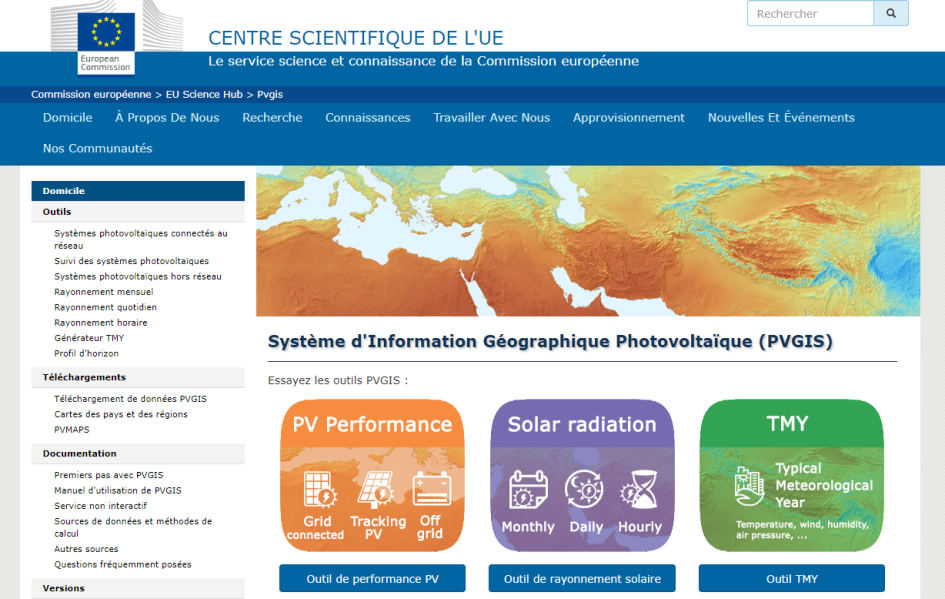 Rechercher
CENTRE SCIENTIFIQUE DE L'UE
European
Commission
Le service science et connaissance de la Commission européenne
Commission européenne > EU Science Hub > Pvgis
Domicile À Propos De Nous Recherche Connaissances Travailler Avec Nous Approvisionnement Nouvelles Et Événements
Nos Communautés
Domicile
Outils
Systèmes photovoltaïques connectés au
réseau
Suivi des systèmes photovoltaïques
Systèmes photovoltaïques hors réseau
Rayonnement mensuel
Rayonnement quotidien
Rayonnement horaire
Générateur TMY
Profil d'horizon
Téléchargements
Téléchargement de données PVGIS
Cartes des pays et des régions
PVMAPS
Documentation
Premiers pas avec PVGIS
Manuel d'utilisation de PVGIS
Service non interactif
Sources de données et méthodes de
calcul
Autres sources
Questions fréquemment posées
Versions
Système d'Information Géographique Photovoltaïque (PVGIS)
Essayez les outils PVGIS :
PV Performance
Grid
connected
Tracking
PV
Off
grid
Solar radiation
Monthly Daily Hourly
TMY
Typical
Meteorological
Year
Temperature, wind, humidity,
air pressure, ...
Outil de performance PV
Outil de rayonnement solaire
Outil TMY